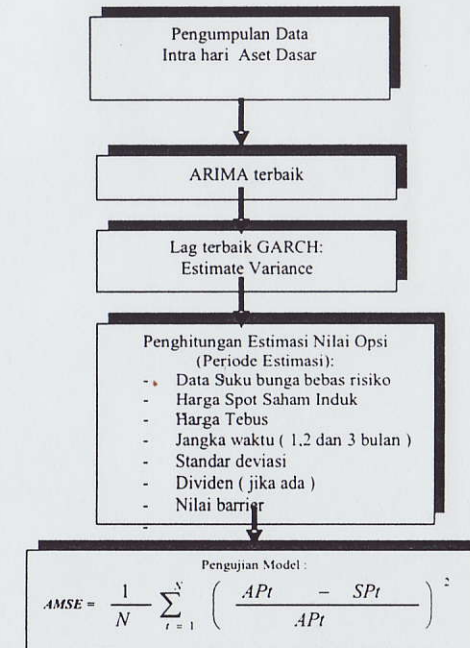 Pengumpulan Data
Intra hari Aset Dasar
ARIMA terbaik
Lag terbaik GARCH:
Estimate Variance
Penghitungan Estimasi Nilai Opsi
(Periode Estimasi):
- Data Suku bunga bebas risiko
- Harga Spot Saham Induk
- Harga Tebus
- Jangka waktu ( 1,2 dan 3 bulan )
- Standar deviasi
- Dividen ( jika ada )
- Nilai barrier
-
Pengujian Model :
AMSE = 1/N ∑ t = 1 N ( APt - SPt / APt ) 2